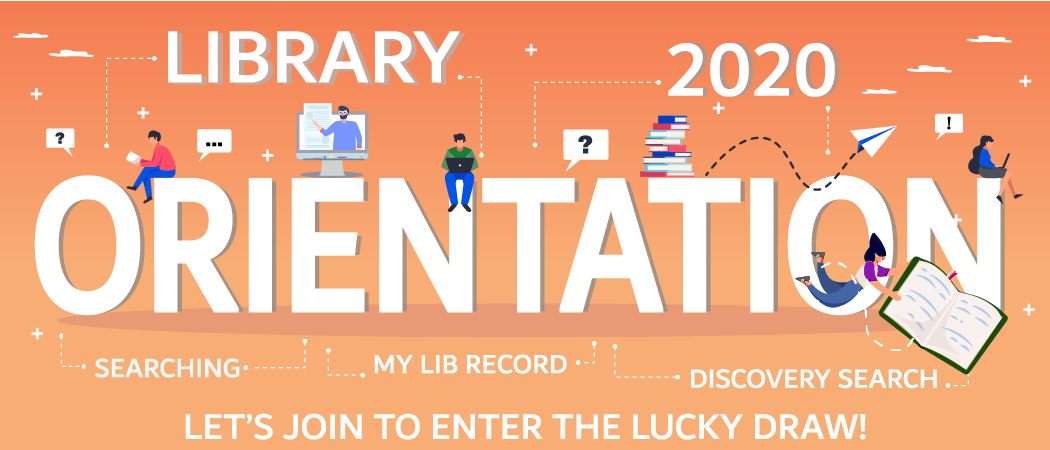 LIBRARY
2020
?
...
?
!
ORIENTATION
SEARCHING
MY LIB RECORD
DISCOVERY SEARCH
LET'S JOIN TO ENTER THE LUCKY DRAW!